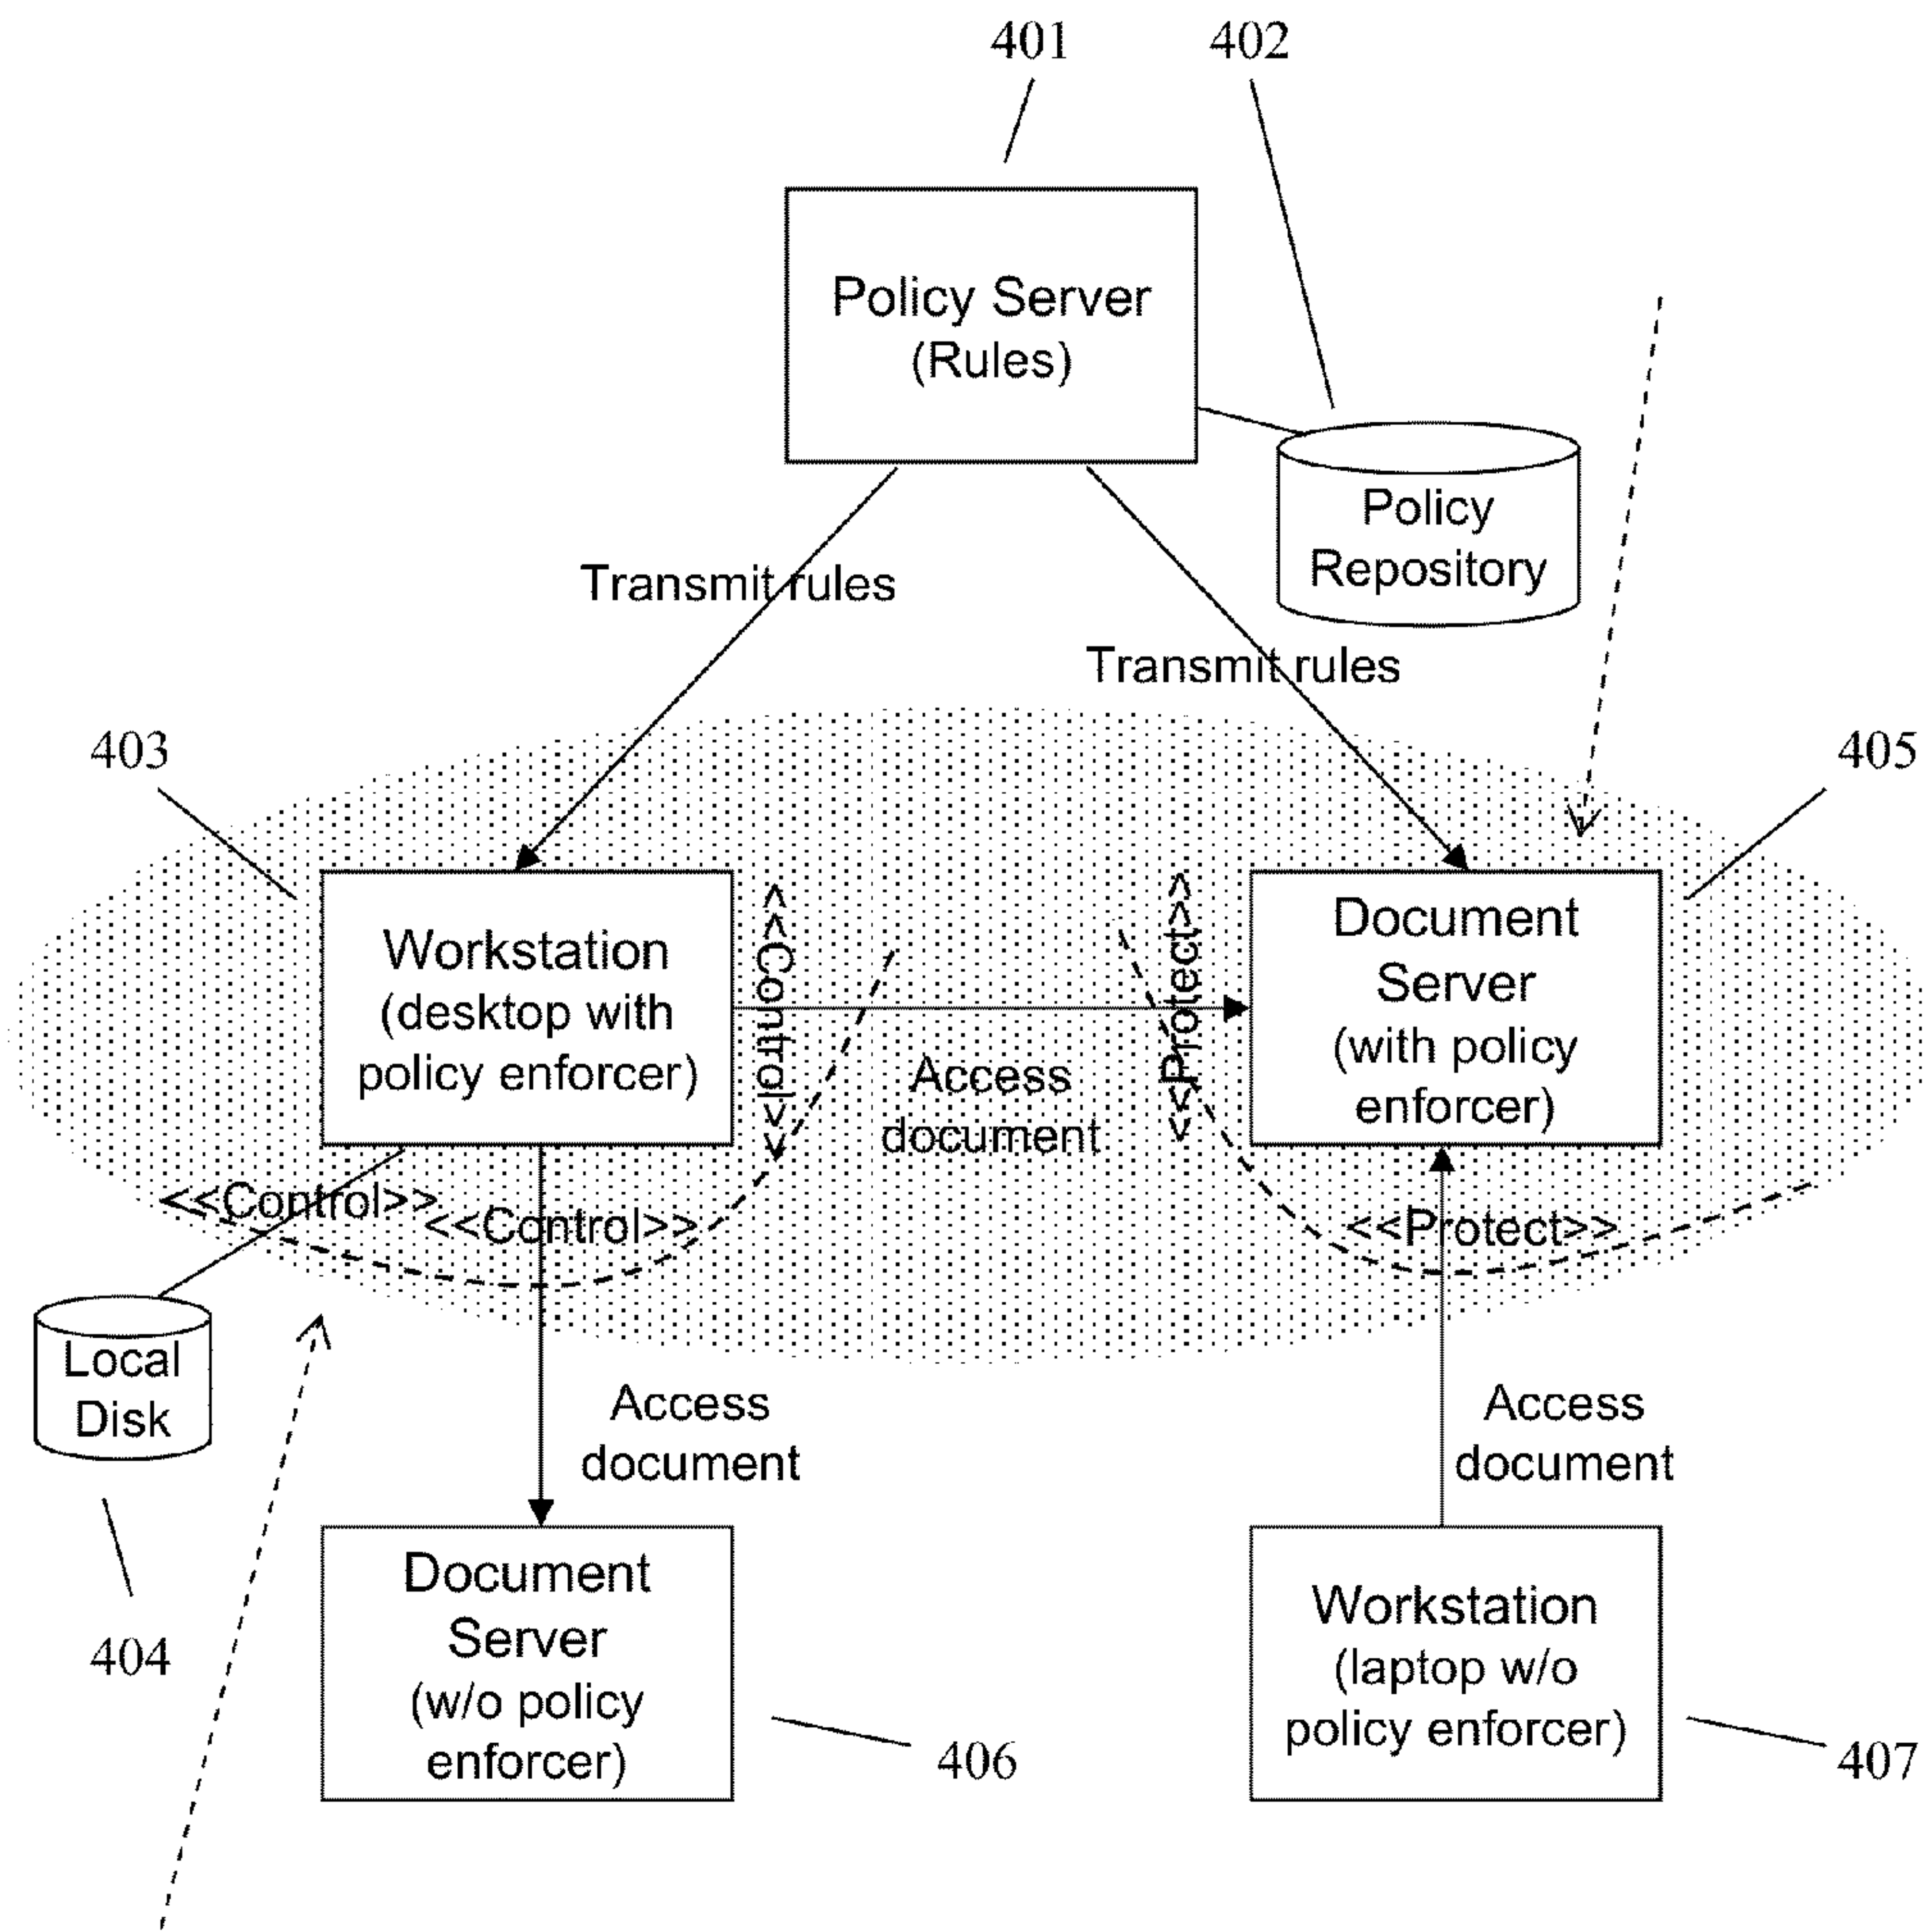 401
402
Policy Server
(Rules)
Policy
Repository
Transmit rules
Transmit rules
403
405
Workstation
(desktop with
policy enforcer)
<<Control>>
<<Protect>>
Document
Server
(with policy
enforcer)
Access
document
<<Control>>
<<Control>>
<<Protect>>
Local
Disk
Access
document
Access
document
404
Document
Server
(w/o policy
enforcer)
406
Workstation
(laptop w/o
policy enforcer)
407